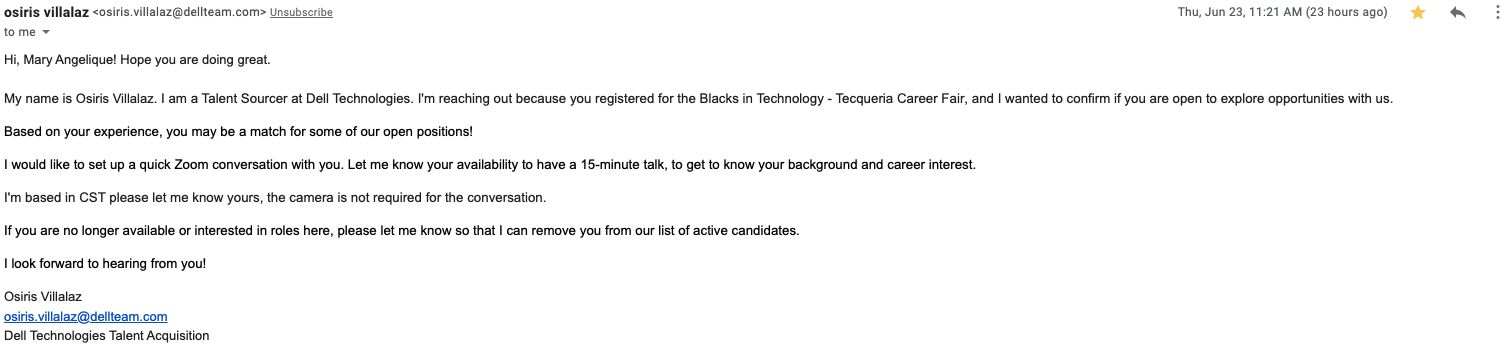 osiris villalaz <osiris.villalaz@dellteam.com> Unsubscribe Thu, Jun 23, 11:21 AM (23 hours ago)
to me
Hi, Mary Angelique! Hope you are doing great.
My name is Osiris Villalaz. I am a Talent Sourcer at Dell Technologies. I'm reaching out because you registered for the Blacks in Technology - Tecqueria Career Fair, and I wanted to confirm if you are open to explore opportunities with us.
Based on your experience, you may be a match for some of our open positions!
I would like to set up a quick Zoom conversation with you. Let me know your availability to have a 15-minute talk, to get to know your background and career interest.
I'm based in CST please let me know yours, the camera is not required for the conversation.
If you are no longer available or interested in roles here, please let me know so that I can remove you from our list of active candidates.
I look forward to hearing from you!
Osiris Villalaz
osiris.villalaz@dellteam.com
Dell Technologies Talent Acquisition